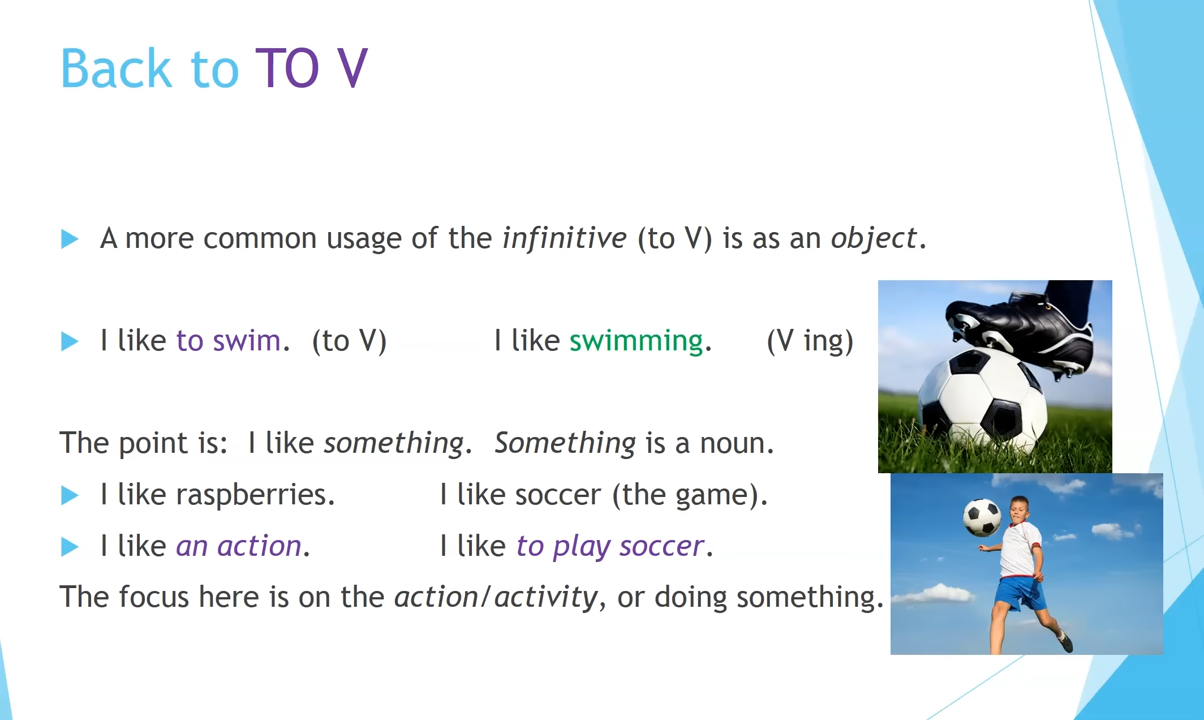 Back to TO V
A more common usage of the infinitive (to V) is as an object.
I like to swim. (to V) I like swimming. (V ing)
The point is: I like something. Something is a noun.
I like raspberries. I like soccer (the game).
I like an action. I like to play soccer.
The focus here is on the action/activity, or doing something.